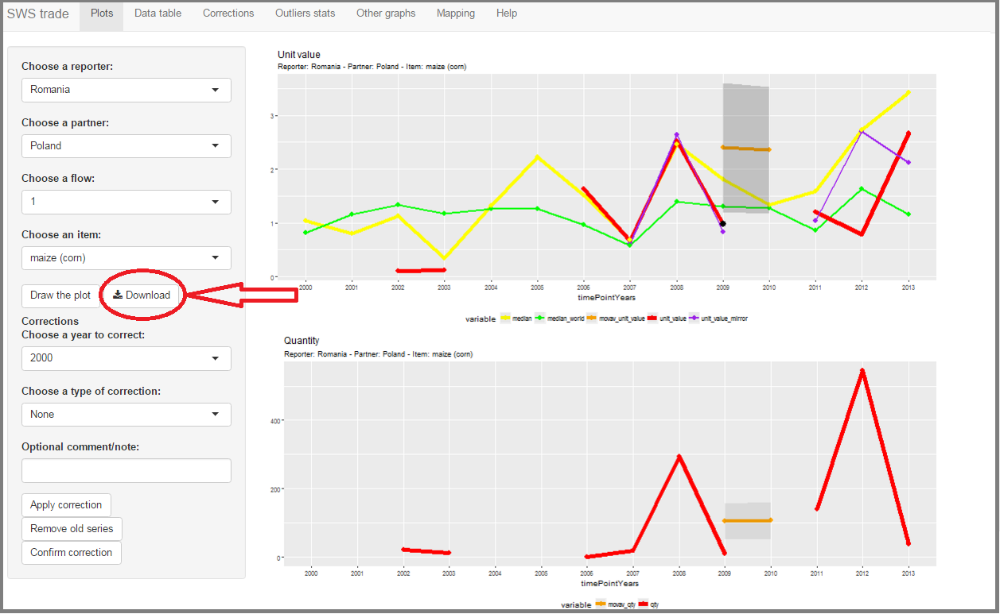 SWS trade Plots Data table Corrections Outliers stats Other graphs Mapping Help
Choose a reporter:
Romania
Choose a partner:
Poland
Choose a flow:
1
Choose an item:
maize (corn)
Draw the plot Download
Corrections
Choose a year to correct:
2000
Choose a type of correction:
None
Optional comment/note:
Apply correction
Remove old series
Confirm correction
Unit value
Reporter: Romania - Partner: Poland - Item: maize (corn)
3
2
1
0
2000 2001 2002 2003 2004 2005 2006 2007 2008 2009 2010 2011 2012 2013
timePointYears
variable median median_world movav_unit_value unit_value unit_value_mirror
Quantity
Reporter: Romania - Partner: Poland - Item: maize (corn)
400
200
0
2000 2001 2002 2003 2004 2005 2006 2007 2008 2009 2010 2011 2012 2013
timePointYears
variable movav_qty qty